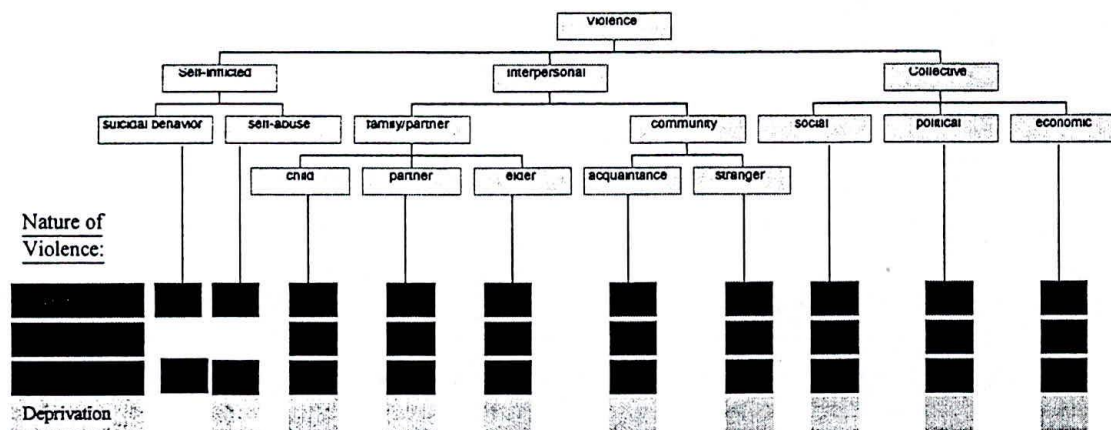 Violence
Self-inflicted
Interpersonal
Collective
suicidal behavior
self-abuse
family/partner
community
social
political
economic
child
partner
elder
acquaintance
stranger
Nature of
Violence:
Deprivation